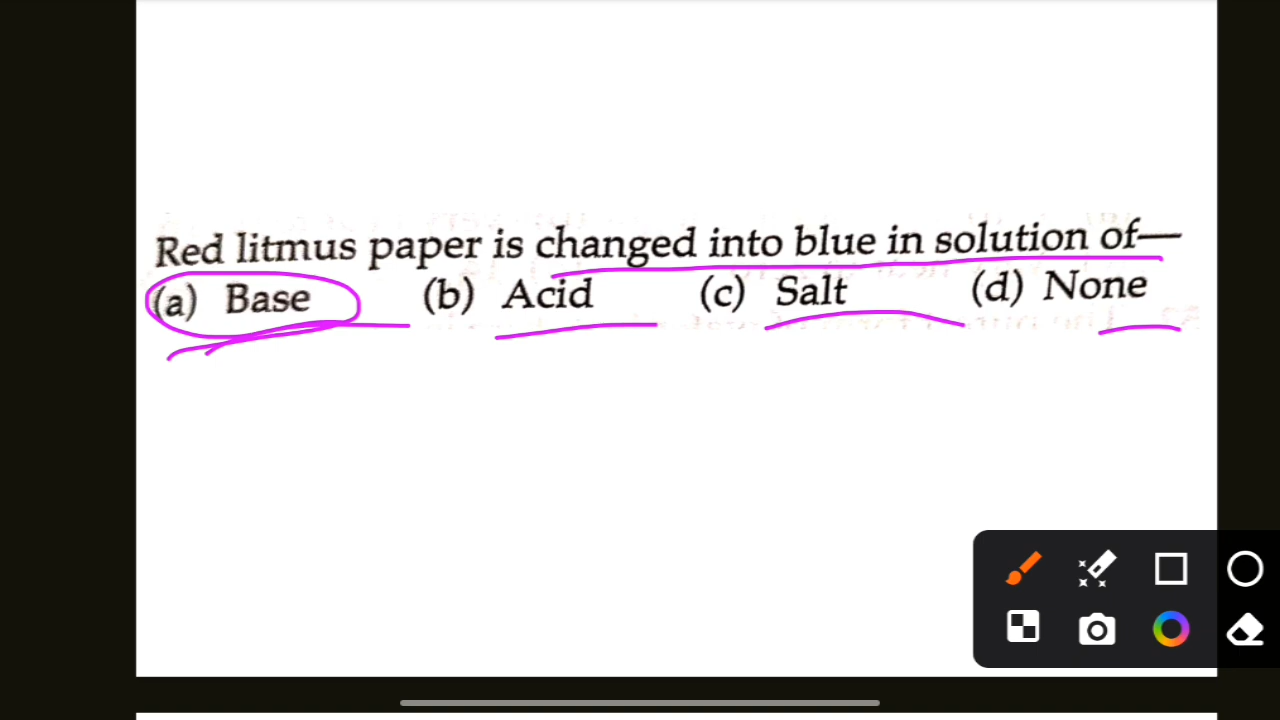 Red litmus paper is changed into blue in solution of—
(a) Base (b) Acid (c) Salt (d) None